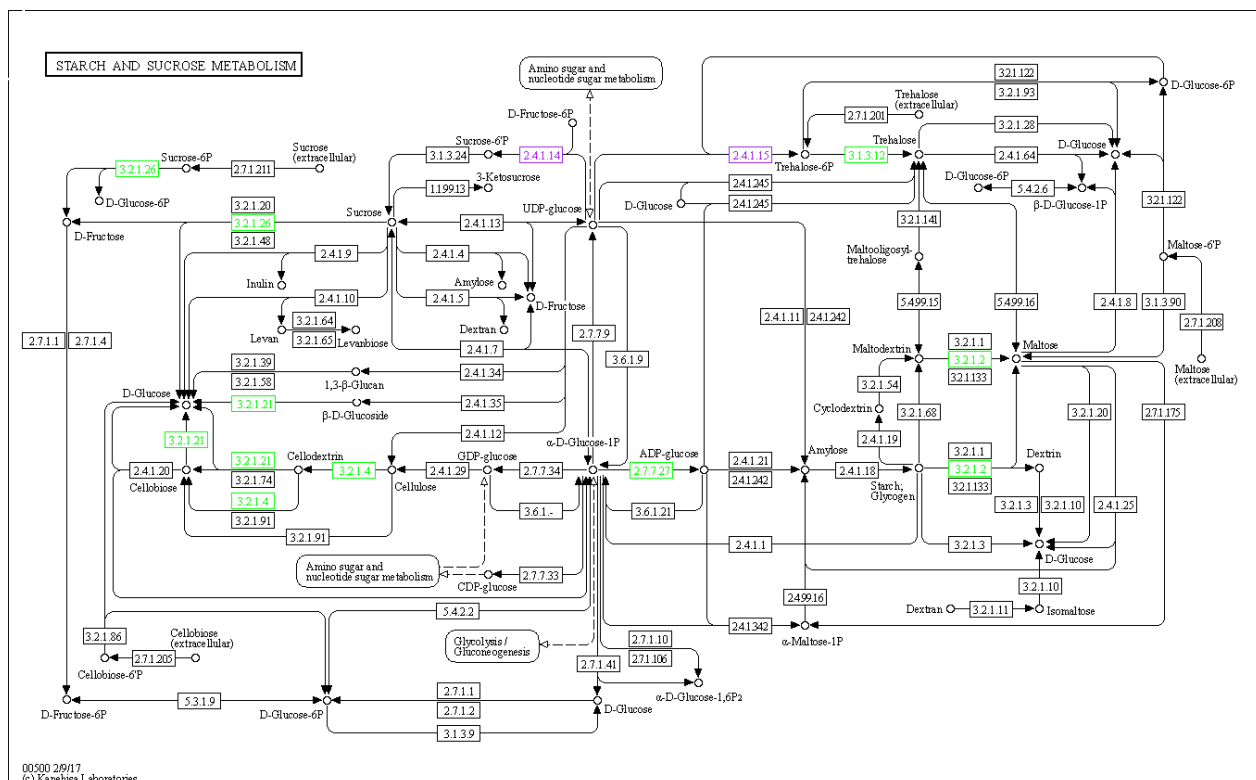 STARCH AND SUCROSE METABOLISM
Amino sugar and
nucleotide sugar metabolism
3.2.1.122
3.2.1.93
D-Glucose-6P
D-Fructose-6P
Trehalose
(extracellular)
2.7.1.201
Sucrose-6'P
3.1.3.24
2.4.1.14
Sucrose
(extracellular)
Sucrose-6P
3.2.1.26
2.7.1.211
D-Glucose-6P
3-Ketosucrose
1.1.99.13
2.4.1.15
Trehalose-6P
3.1.3.12
Trehalose
3.2.1.28
2.4.1.64
D-Glucose
D-Glucose-6P
5.4.2.6
β-D-Glucose-1P
2.4.1.245
D-Glucose
2.4.1.245
3.2.1.122
D-Fructose
3.2.1.20
3.2.1.26
3.2.1.48
Sucrose
2.4.1.13
UDP-glucose
3.2.1.141
Maltooligosyl-
trehalose
Maltose-6'P
2.4.1.9
Inulin
2.4.1.4
Amylose
2.4.1.10
2.4.1.5
D-Fructose
Levan
3.2.1.64
3.2.1.65
Levanbiose
Dextran
5.4.99.15
5.4.99.16
2.4.1.8
3.1.3.90
2.7.1.208
2.4.1.11
2.4.1.242
2.7.7.9
3.6.1.9
2.7.1.1
2.7.1.4
2.4.1.7
3.2.1.39
3.2.1.58
1,3-β-Glucan
2.4.1.34
Maltodextrin
3.2.1.1
3.2.1.2
3.2.1.133
Maltose
Maltose
(extracellular)
D-Glucose
3.2.1.21
β-D-Glucoside
2.4.1.35
3.2.1.54
Cyclodextrin
3.2.1.68
3.2.1.20
2.7.1.175
3.2.1.21
2.4.1.12
α-D-Glucose-1P
2.4.1.19
2.4.1.20
Cellobiose
3.2.1.21
3.2.1.74
3.2.1.4
3.2.1.91
Cellodextrin
3.2.1.4
Cellulose
2.4.1.29
GDP-glucose
2.7.7.34
2.7.7.27
ADP-glucose
2.4.1.21
2.4.1.242
Amylose
2.4.1.18
Starch;
Glycogen
3.2.1.1
3.2.1.2
3.2.1.133
Dextrin
3.2.1.3
3.2.1.10
2.4.1.25
3.6.1.-
3.6.1.21
3.2.1.91
2.4.1.1
3.2.1.3
D-Glucose
Amino sugar and
nucleotide sugar metabolism
CDP-glucose
2.7.7.33
3.2.1.10
2.4.99.16
Dextran
3.2.1.11
Isomaltose
5.4.2.2
2.4.1.342
α-Maltose-1P
3.2.1.86
Cellobiose
(extracellular)
2.7.1.205
Cellobiose-6'P
Glycolysis /
Gluconeogenesis
2.7.1.10
2.7.1.106
2.7.1.41
α-D-Glucose-1,6P2
D-Fructose-6P
5.3.1.9
D-Glucose-6P
2.7.1.1
2.7.1.2
3.1.3.9
D-Glucose
00500 2/9/17
(c) Kanehisa Laboratories